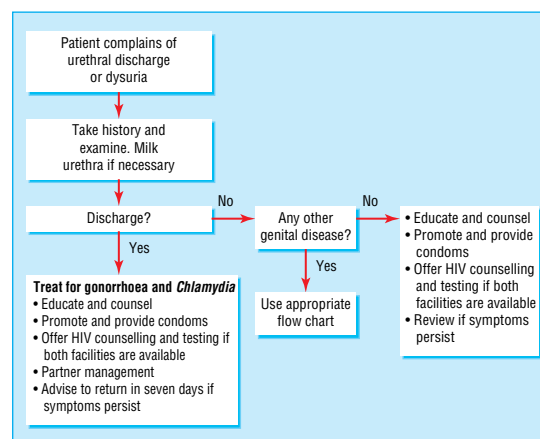 Patient complains of
urethral discharge
or dysuria
Take history and
examine. Milk
urethra if necessary
Discharge?
No
Any other
genital disease?
No
• Educate and counsel
• Promote and provide
condoms
• Offer HIV counselling
and testing if both
facilities are available
• Review if symptoms
persist
Yes
Yes
Use appropriate
flow chart
Treat for gonorrhoea and Chlamydia
• Educate and counsel
• Promote and provide condoms
• Offer HIV counselling and testing if
both facilities are available
• Partner management
• Advise to return in seven days if
symptoms persist